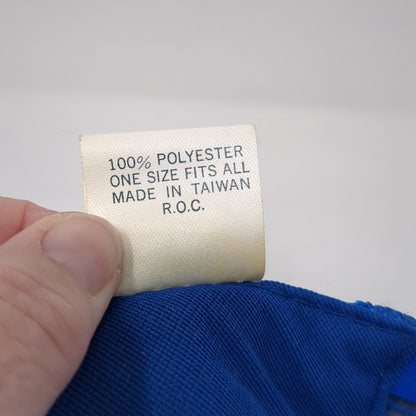 100% POLYESTER
ONE SIZE FITS ALL
MADE IN TAIWAN
R.O.C.